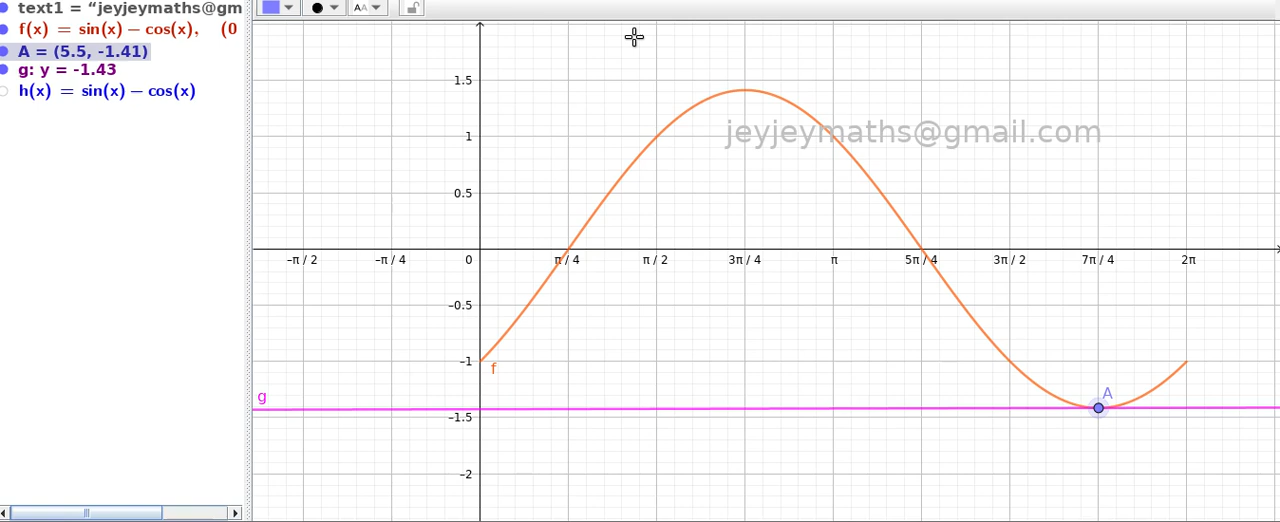 text1 = “jeyjeymaths@gm
f(x) = sin(x) − cos(x), (0
A = (5.5, -1.41)
g: y = -1.43
h(x) = sin(x) − cos(x)
AA
1.5
jeyjeymaths@gmail.com
1
0.5
–π / 2 –π / 4 0 π / 4 π / 2 3π / 4 π 5π / 4 3π / 2 7π / 4 2π
–0.5
–1
f
A
g
–1.5
–2